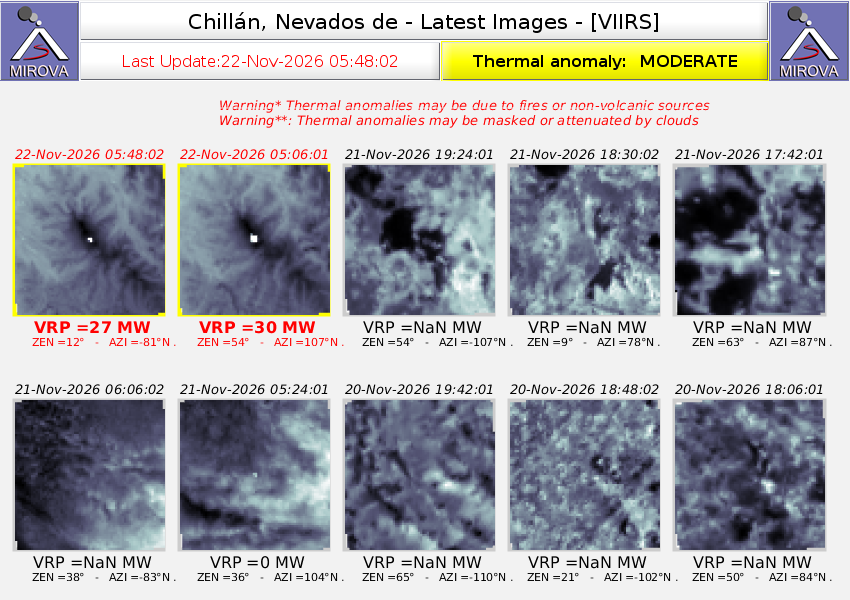 Chillán, Nevados de - Latest Images - [VIIRS]
MIROVA
Last Update:22-Nov-2026 05:48:02
Thermal anomaly: MODERATE
MIROVA
Warning* Thermal anomalies may be due to fires or non-volcanic sources
Warning**: Thermal anomalies may be masked or attenuated by clouds
22-Nov-2026 05:48:02
22-Nov-2026 05:06:01
21-Nov-2026 19:24:01
21-Nov-2026 18:30:02
21-Nov-2026 17:42:01
VRP =27 MW
VRP =30 MW
VRP =NaN MW
VRP =NaN MW
VRP =NaN MW
ZEN =12° - AZI =-81°N .
ZEN =54° - AZI =107°N .
ZEN =54° - AZI =-107°N .
ZEN =9° - AZI =78°N .
ZEN =63° - AZI =87°N .
21-Nov-2026 06:06:02
21-Nov-2026 05:24:01
20-Nov-2026 19:42:01
20-Nov-2026 18:48:02
20-Nov-2026 18:06:01
VRP =NaN MW
VRP =0 MW
VRP =NaN MW
VRP =NaN MW
VRP =NaN MW
ZEN =38° - AZI =-83°N .
ZEN =36° - AZI =104°N .
ZEN =65° - AZI =-110°N .
ZEN =21° - AZI =-102°N .
ZEN =50° - AZI =84°N .